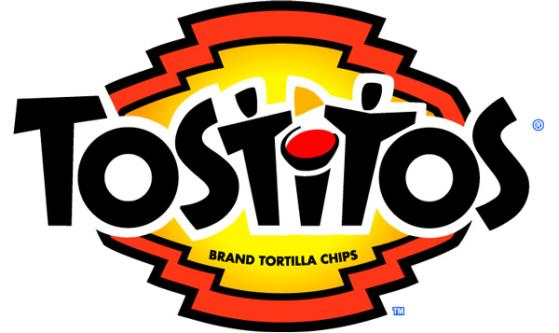 TOSTITOS ®
BRAND TORTILLA CHIPS
TM